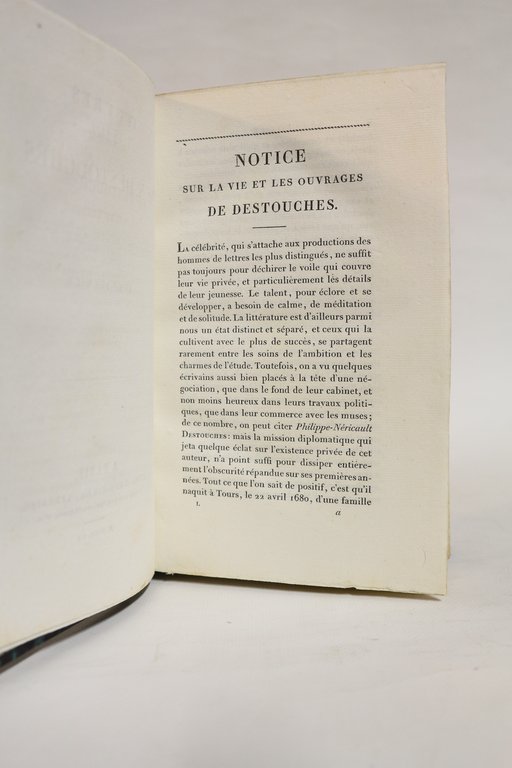 NOTICE
SUR LA VIE ET LES OUVRAGES
DE DESTOUCHES.
LA célébrité, qui s'attache aux productions des
hommes de lettres les plus distingués, ne suffit
pas toujours pour déchirer le voile qui couvre
leur vie privée, et particulièrement les détails
de leur jeunesse. Le talent, pour éclore et se
développer, a besoin de calme, de méditation
et de solitude. La littérature est d'ailleurs parmi
nous un état distinct et séparé, et ceux qui la
cultivent avec le plus de succès, se partagent
rarement entre les soins de l'ambition et les
charmes de l'étude. Toutefois, on a vu quelques
écrivains aussi bien placés à la tête d'une né-
gociation, que dans le fond de leur cabinet, et
non moins heureux dans leurs travaux politi-
ques, que dans leur commerce avec les muses;
de ce nombre, on peut citer Philippe-Néricault
DESTOUCHES: mais la mission diplomatique qui
jeta quelque éclat sur l'existence privée de cet
auteur, n'a point suffi pour dissiper entière-
ment l'obscurité répandue sur ses premières an-
nées. Tout ce que l'on sait de positif, c'est qu'il
naquit à Tours, le 22 avril 1680, d'une famille
1. a